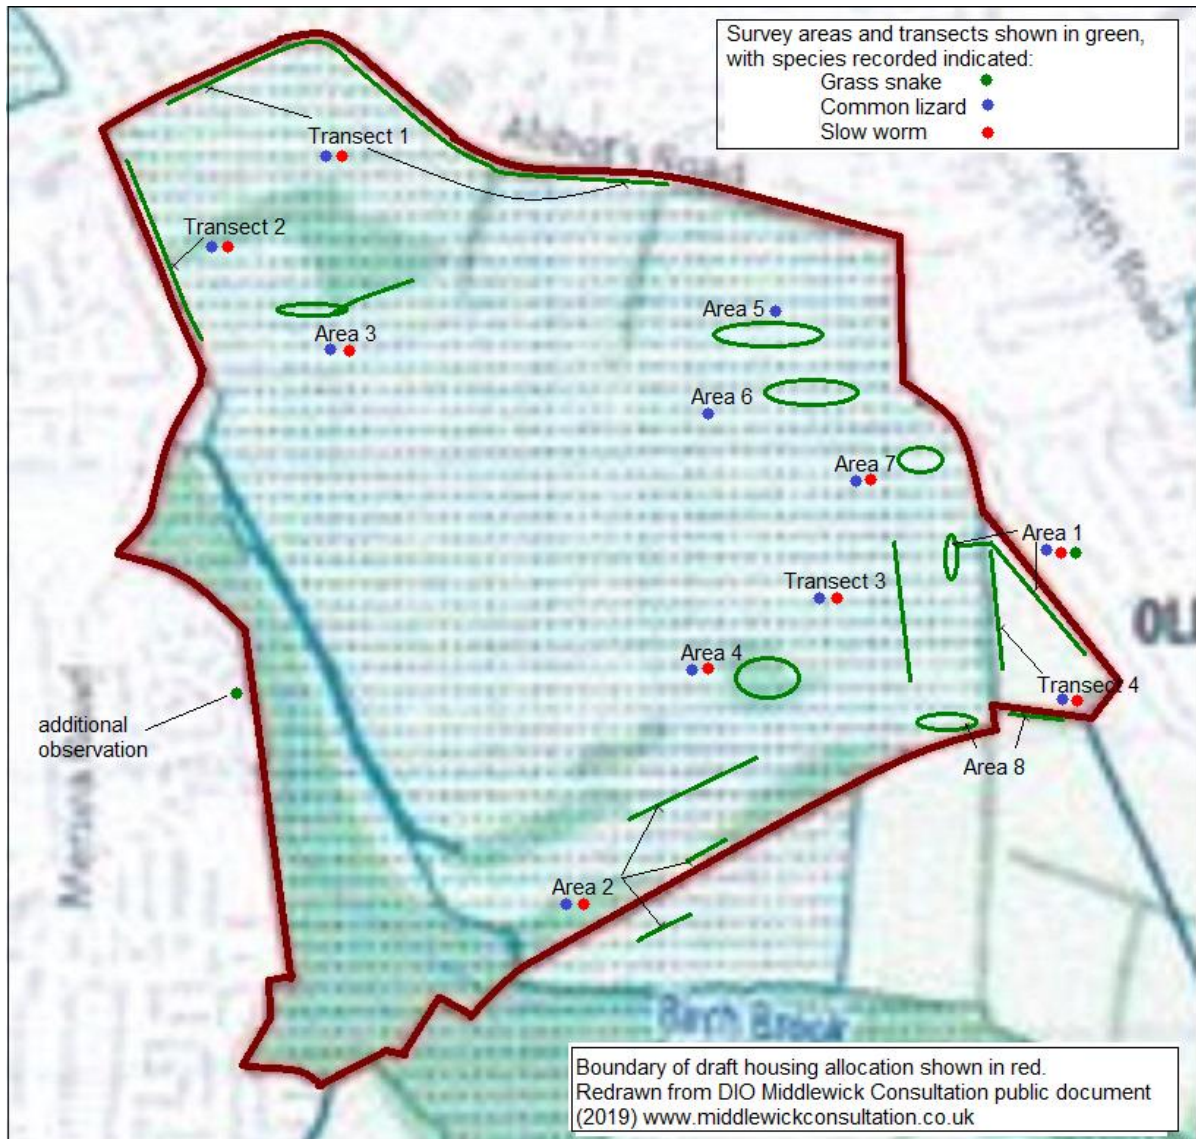 Survey areas and transects shown in green,
with species recorded indicated:
Grass snake
Common lizard
Slow worm
Transect 1
Transect 2
Area 3
Area 5
Area 6
Area 7
Area 1
Transect 3
Area 4
Transect 4
additional
observation
Area 8
Area 2
Birch Brook
Boundary of draft housing allocation shown in red.
Redrawn from DIO Middlewick Consultation public document
(2019) www.middlewickconsultation.co.uk